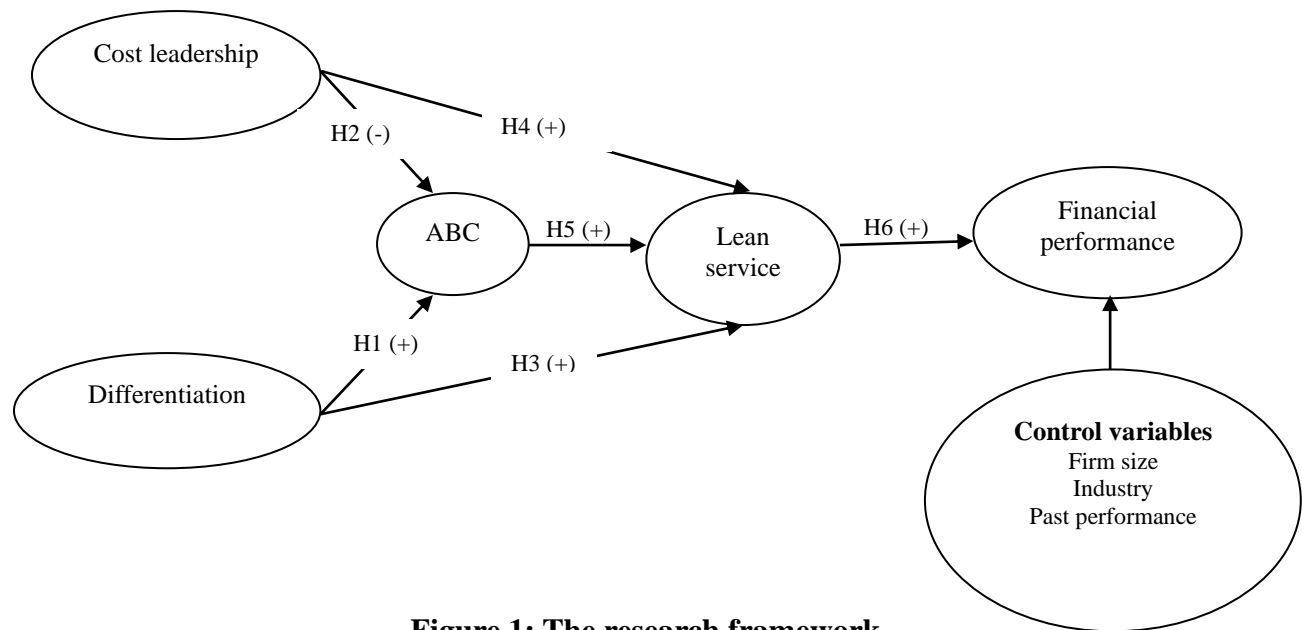 Cost leadership
H2 (-)
H4 (+)
ABC
H5 (+)
Lean
service
H6 (+)
Financial
performance
H1 (+)
H3 (+)
Differentiation
Control variables
Firm size
Industry
Past performance
Figure 1: The research framework